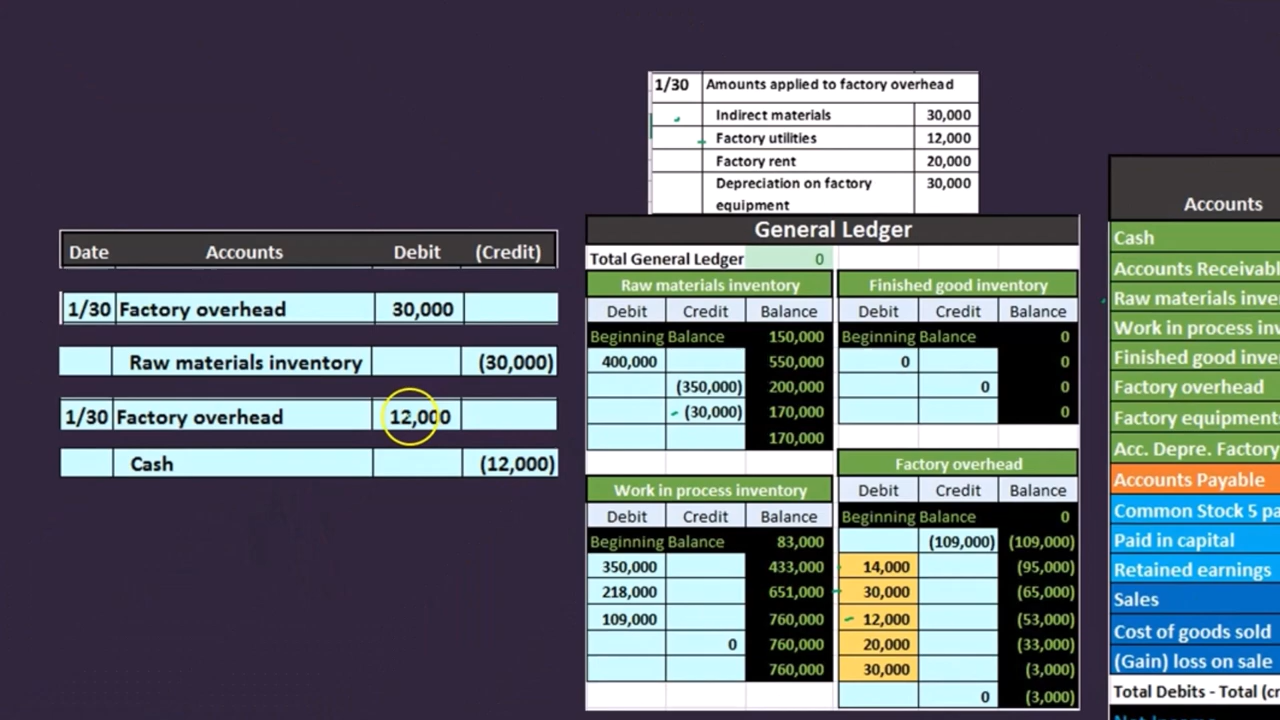 1/30 Amounts applied to factory overhead
Indirect materials 30,000
Factory utilities 12,000
Factory rent 20,000
Depreciation on factory 30,000
equipment
Date Accounts Debit (Credit)
1/30 Factory overhead 30,000
Raw materials inventory (30,000)
1/30 Factory overhead 12,000
Cash (12,000)
General Ledger
Total General Ledger 0
Raw materials inventory
Debit Credit Balance
Beginning Balance 150,000
400,000 550,000
(350,000) 200,000
(30,000) 170,000
170,000
Finished good inventory
Debit Credit Balance
Beginning Balance 0
0 0
0 0
0
Work in process inventory
Debit Credit Balance
Beginning Balance 83,000
350,000 433,000
218,000 651,000
109,000 760,000
0 760,000
760,000
Factory overhead
Debit Credit Balance
Beginning Balance 0
(109,000) (109,000)
14,000 (95,000)
30,000 (65,000)
12,000 (53,000)
20,000 (33,000)
30,000 (3,000)
0 (3,000)
Accounts
Cash
Accounts Receivabl
Raw materials inve
Work in process inv
Finished good inve
Factory overhead
Factory equipment
Acc. Depre. Factory
Accounts Payable
Common Stock 5 pa
Paid in capital
Retained earnings
Sales
Cost of goods sold
(Gain) loss on sale
Total Debits - Total (cr